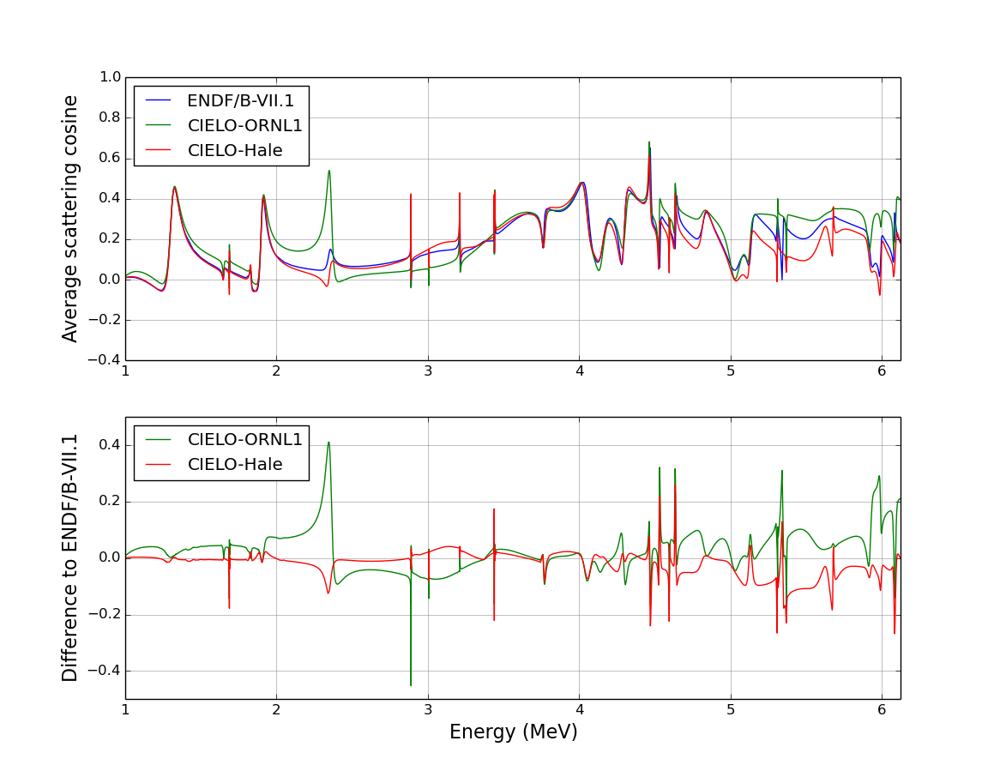 1.0
0.8
0.6
0.4
0.2
0.0
−0.2
−0.4
Average scattering cosine
ENDF/B-VII.1
CIELO-ORNL1
CIELO-Hale
1 2 3 4 5 6
0.4
0.2
0.0
−0.2
−0.4
Difference to ENDF/B-VII.1
CIELO-ORNL1
CIELO-Hale
1 2 3 4 5 6
Energy (MeV)